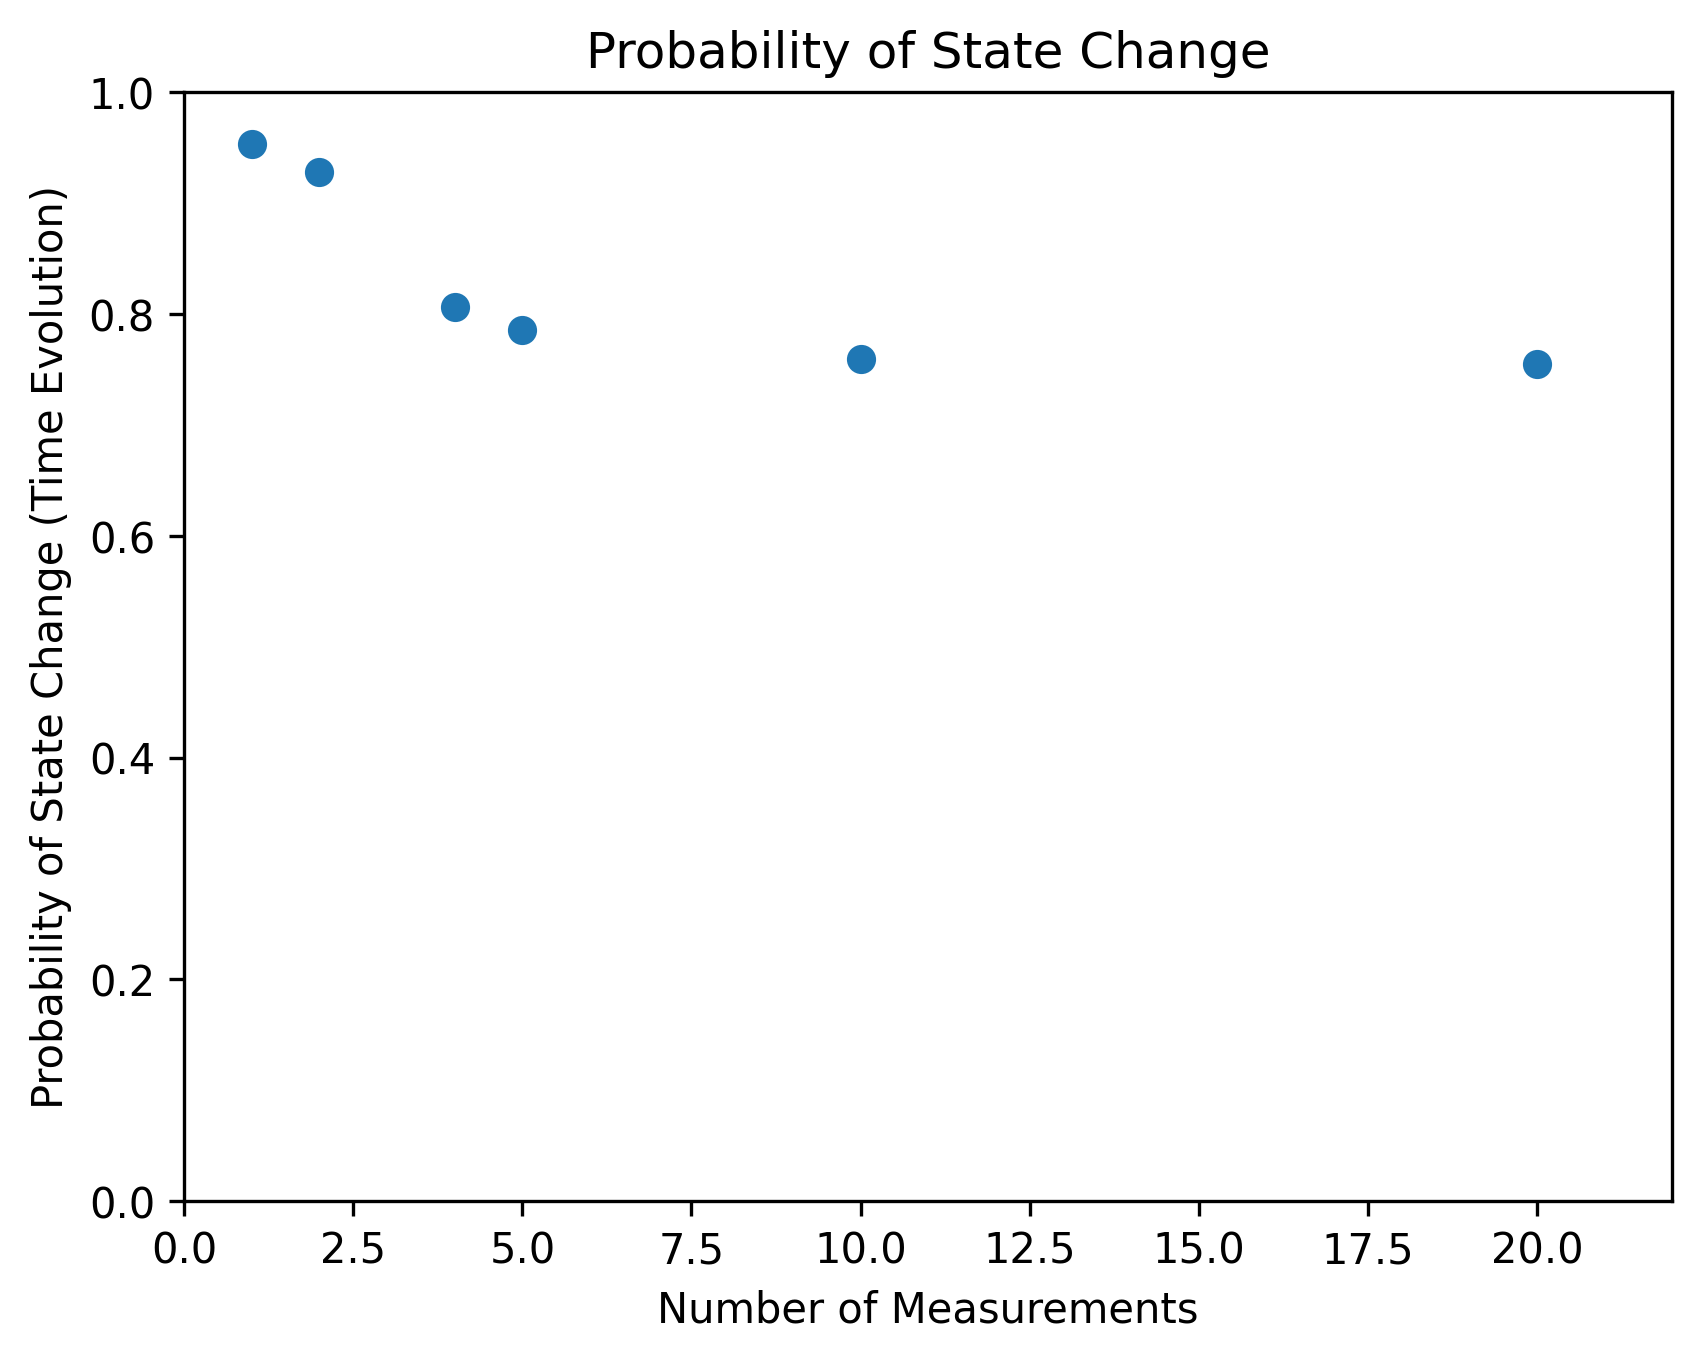 Probability of State Change
Probability of State Change (Time Evolution)
1.0
0.8
0.6
0.4
0.2
0.0
0.0 2.5 5.0 7.5 10.0 12.5 15.0 17.5 20.0
Number of Measurements